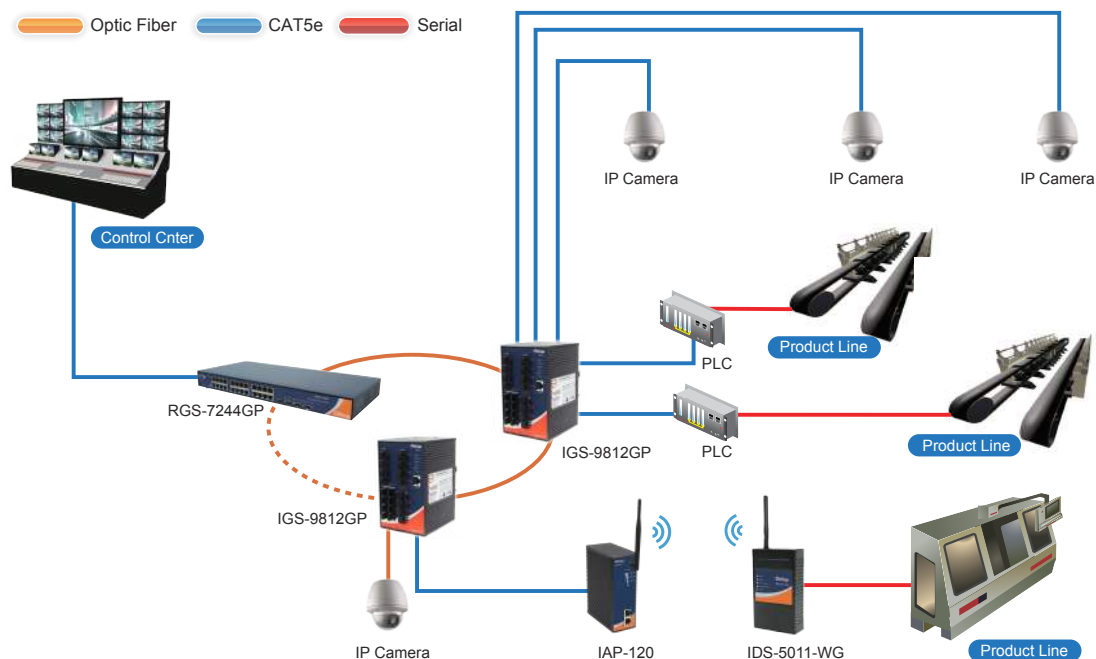 Optic Fiber CAT5e Serial
IP Camera IP Camera IP Camera
Control Cnter
PLC
Product Line
RGS-7244GP
IGS-9812GP
PLC
Product Line
IGS-9812GP
IP Camera
IAP-120
IDS-5011-WG
Product Line